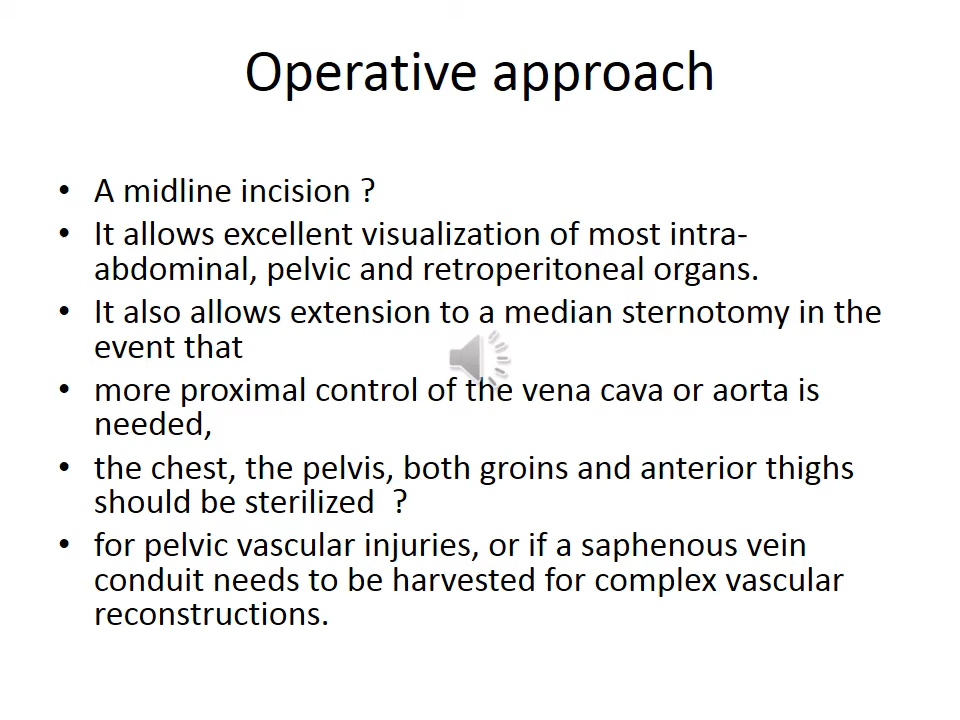 Operative approach
• A midline incision ?
• It allows excellent visualization of most intra-
abdominal, pelvic and retroperitoneal organs.
• It also allows extension to a median sternotomy in the
event that
• more proximal control of the vena cava or aorta is
needed,
• the chest, the pelvis, both groins and anterior thighs
should be sterilized  ?
• for pelvic vascular injuries, or if a saphenous vein
conduit needs to be harvested for complex vascular
reconstructions.